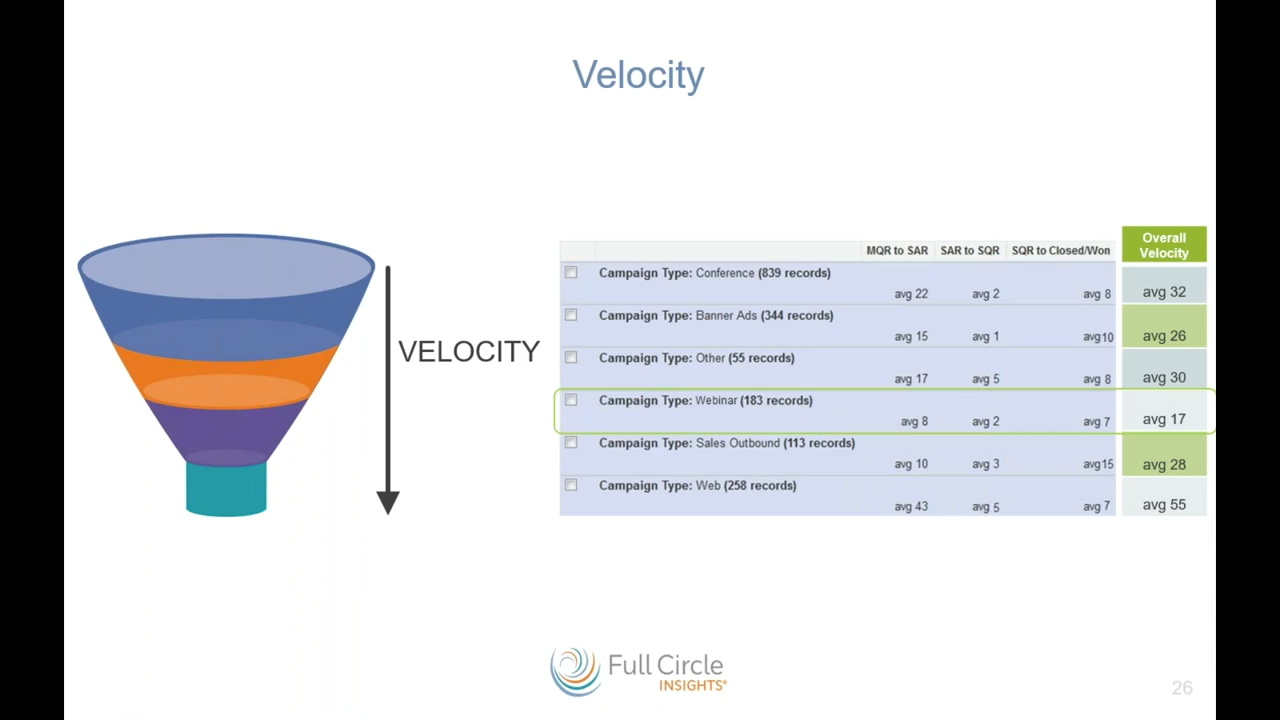 Velocity
VELOCITY
MQR to SAR SAR to SQR SQR to Closed/Won Overall Velocity
Campaign Type: Conference (839 records)
avg 22 avg 2 avg 8 avg 32
Campaign Type: Banner Ads (344 records)
avg 15 avg 1 avg10 avg 26
Campaign Type: Other (55 records)
avg 17 avg 5 avg 8 avg 30
Campaign Type: Webinar (183 records)
avg 8 avg 2 avg 7 avg 17
Campaign Type: Sales Outbound (113 records)
avg 10 avg 3 avg15 avg 28
Campaign Type: Web (258 records)
avg 43 avg 5 avg 7 avg 55
Full Circle
INSIGHTS®
26